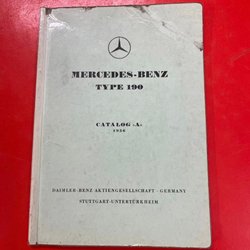 MERCEDES-BENZ
TYPE 190
CATALOG «A»
1956
DAIMLER-BENZ AKTIENGESELLSCHAFT · GERMANY
STUTTGART-UNTERTÜRKHEIM